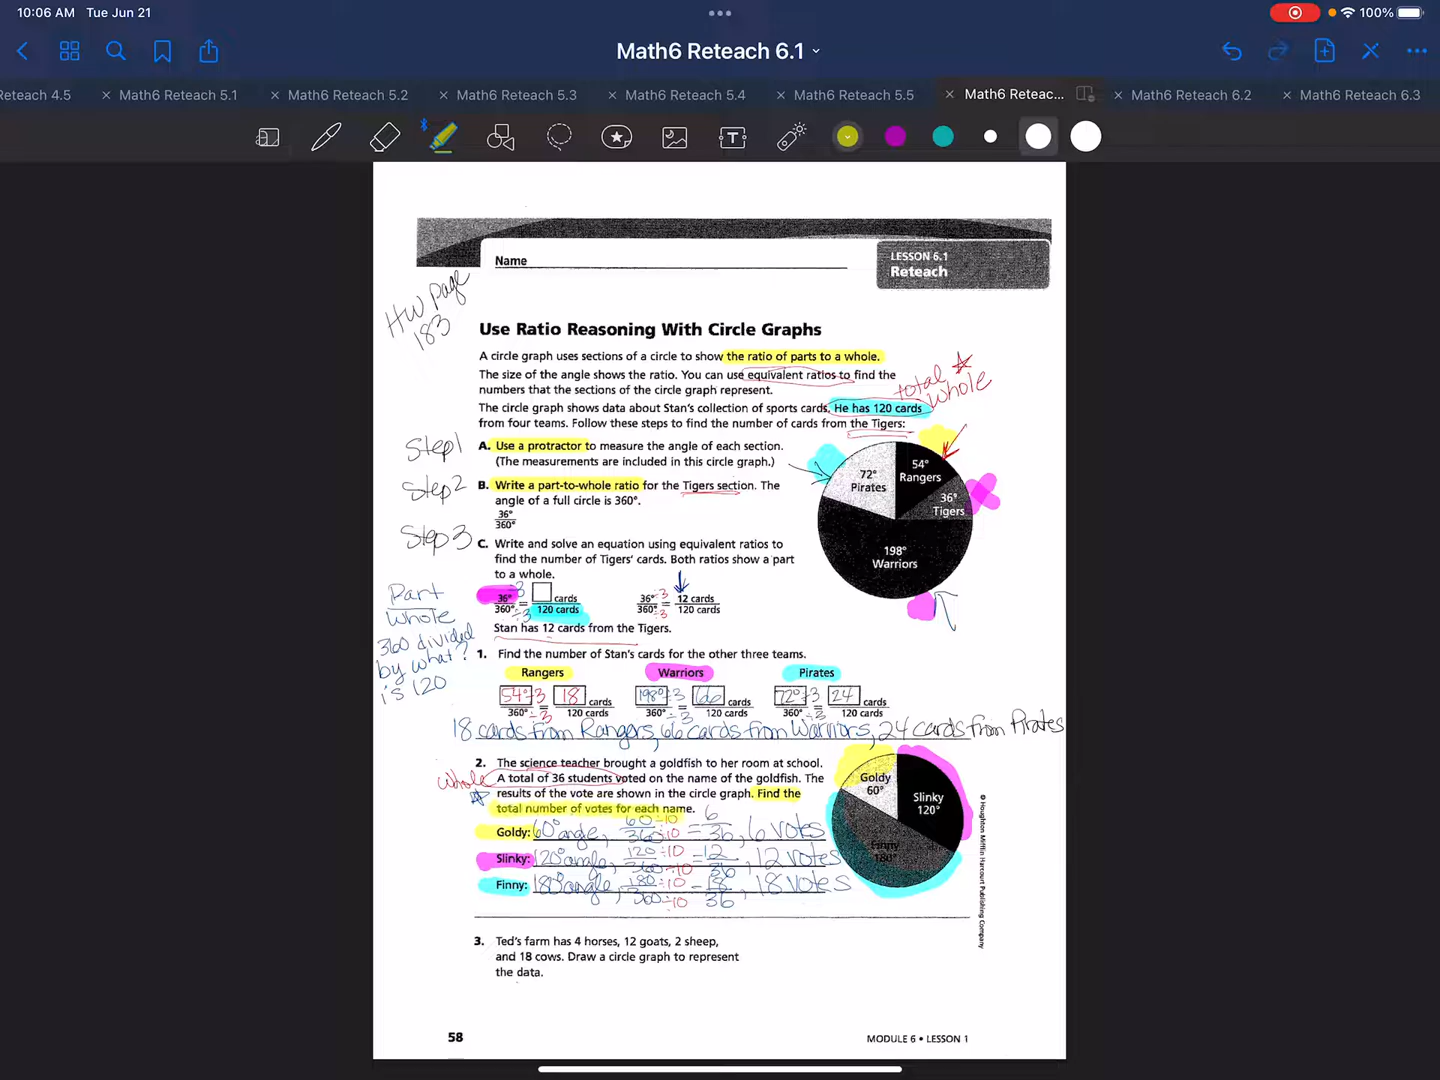 10:06 AM Tue Jun 21
100%
Math6 Reteach 6.1
Reteach 4.5
Math6 Reteach 5.1
Math6 Reteach 5.2
Math6 Reteach 5.3
Math6 Reteach 5.4
Math6 Reteach 5.5
Math6 Reteac...
Math6 Reteach 6.2
Math6 Reteach 6.3
Name
LESSON 6.1
Reteach
HW page
183
Use Ratio Reasoning With Circle Graphs
A circle graph uses sections of a circle to show the ratio of parts to a whole.
The size of the angle shows the ratio. You can use equivalent ratios to find the
numbers that the sections of the circle graph represent.
total
whole
The circle graph shows data about Stan's collection of sports cards. He has 120 cards
from four teams. Follow these steps to find the number of cards from the Tigers:
Step 1
A. Use a protractor to measure the angle of each section.
(The measurements are included in this circle graph.)
Step 2
B. Write a part-to-whole ratio for the Tigers section. The
angle of a full circle is 360°.
36°
360°
Step 3
C. Write and solve an equation using equivalent ratios to
find the number of Tigers' cards. Both ratios show a part
to a whole.
72°
Pirates
54°
Rangers
36°
Tigers
198°
Warriors
36° ÷3 = cards
360° ÷3 120 cards
36° ÷3 = 12 cards
360° ÷3 120 cards
Stan has 12 cards from the Tigers.
Part
Whole
360 divided
by what?
is 120
1. Find the number of Stan's cards for the other three teams.
Rangers Warriors Pirates
54° ÷3 = 18 cards
360° ÷3 120 cards
198° ÷3 = 66 cards
360° ÷3 120 cards
72° ÷3 = 24 cards
360° ÷3 120 cards
18 cards from Rangers, 66 cards from Warriors, 24 cards from Pirates
2. The science teacher brought a goldfish to her room at school.
whole
A total of 36 students voted on the name of the goldfish. The
results of the vote are shown in the circle graph. Find the
total number of votes for each name.
Goldy: 60° angle, 60 ÷10 = 6, 6 votes
360 ÷10 36
Slinky: 120° angle, 120 ÷10 = 12, 12 votes
360 ÷10 36
Finny: 180° angle, 180 ÷10 = 18, 18 votes
360 ÷10 36
Goldy
60°
Slinky
120°
Finny
180°
3. Ted's farm has 4 horses, 12 goats, 2 sheep,
and 18 cows. Draw a circle graph to represent
the data.
© Houghton Mifflin Harcourt Publishing Company
58
MODULE 6 • LESSON 1